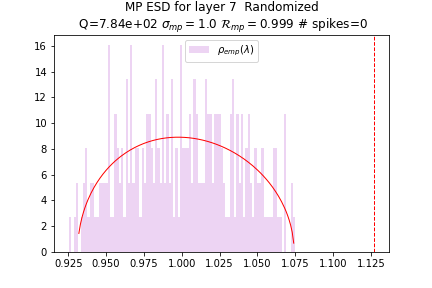 MP ESD for layer 7 Randomized
Q=7.84e+02 σmp = 1.0 Rmp = 0.999 # spikes=0
ρemp(λ)
16
14
12
10
8
6
4
2
0
0.925 0.950 0.975 1.000 1.025 1.050 1.075 1.100 1.125